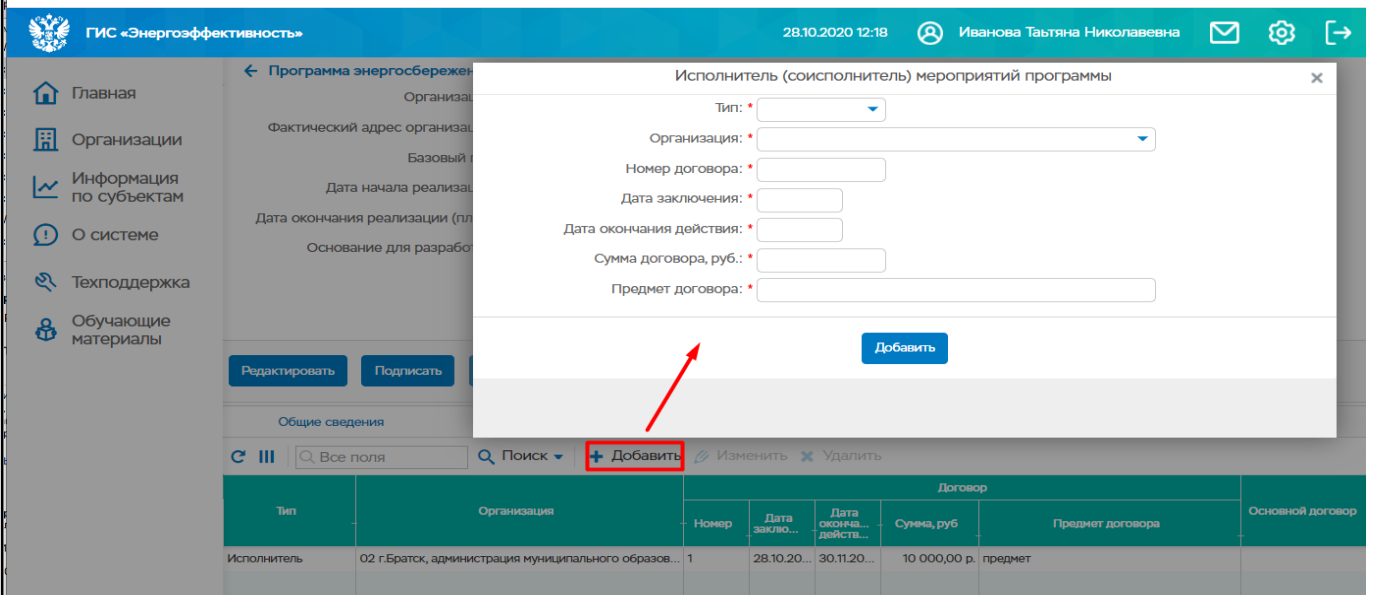 ГИС «Энергоэффективность»
28.10.2020 12:18
Иванова Таьтяна Николаевевна
Главная
Организации
Информация
по субъектам
О системе
Техподдержка
Обучающие
материалы
Программа энергосбережен
Организац
Фактический адрес организац
Базовый г
Дата начала реализац
Дата окончания реализации (пл
Основание для разработ
Исполнитель (соисполнитель) мероприятий программы
Тип: *
Организация: *
Номер договора: *
Дата заключения: *
Дата окончания действия: *
Сумма договора, руб.: *
Предмет договора: *
Добавить
Редактировать
Подписать
Общие сведения
Все поля
Поиск
Добавить
Изменить
Удалить
Договор
Тип
Организация
Номер
Дата
заклю...
Дата
оконча...
действ...
Сумма, руб
Предмет договора
Основной договор
Исполнитель 02 г.Братск, администрация муниципального образов... 1 28.10.20... 30.11.20... 10 000,00 р. предмет